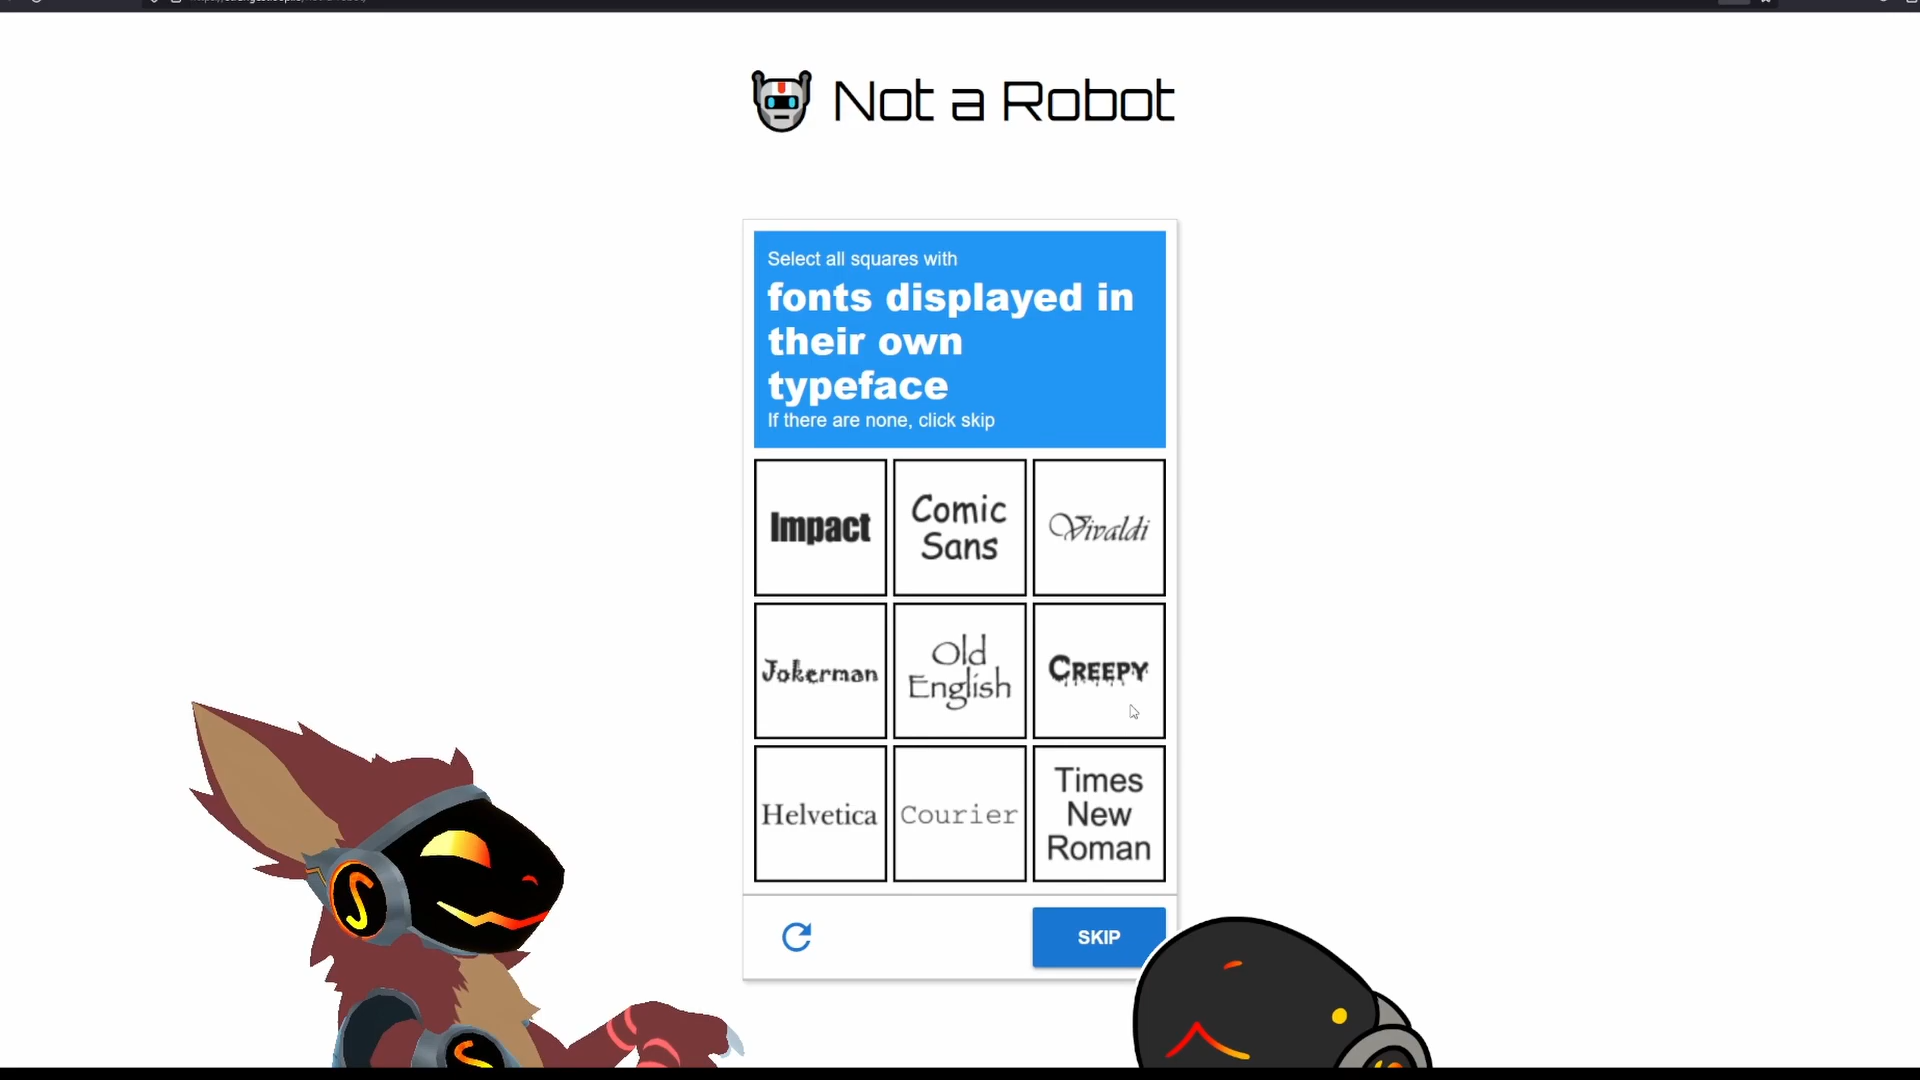 Not a Robot
Select all squares with
fonts displayed in
their own
typeface
If there are none, click skip
Impact
Comic
Sans
Vivaldi
Jokerman
Old
English
Creepy
Helvetica
Courier
Times
New
Roman
SKIP
S
S